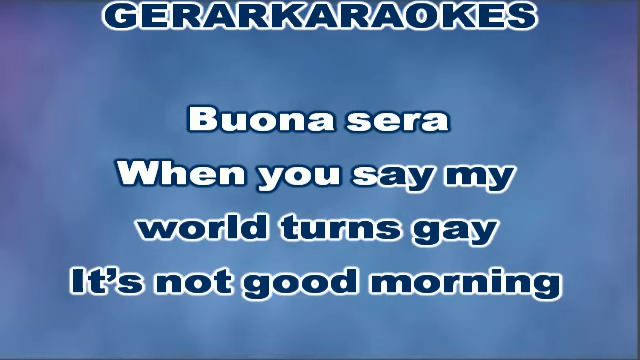 GERARKARAOKES
Buona sera
When you say my
world turns gay
It's not good morning